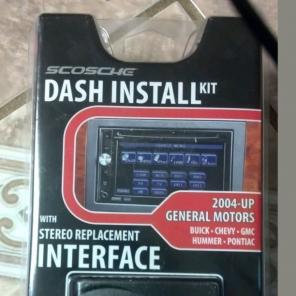 SCOSCHE
DASH INSTALL KIT
2004-UP
GENERAL MOTORS
BUICK · CHEVY · GMC
HUMMER · PONTIAC
WITH
STEREO REPLACEMENT
INTERFACE